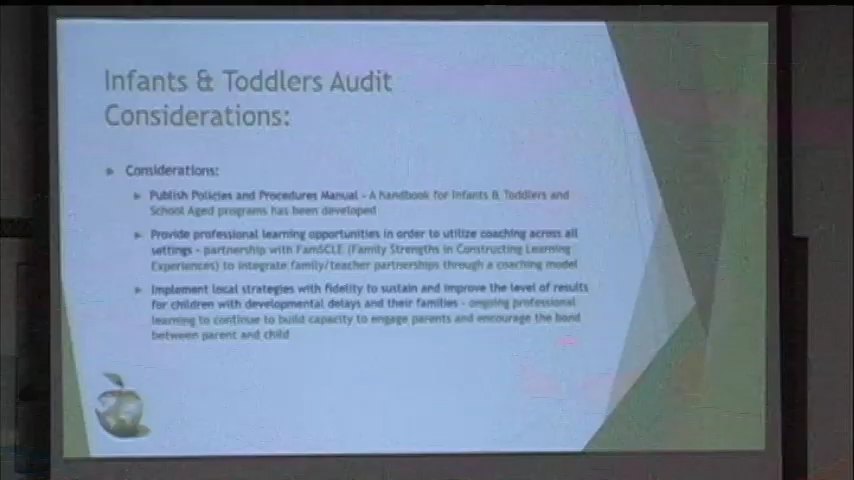 Infants & Toddlers Audit
Considerations:
Considerations:
Publish Policies and Procedures Manual - A handbook for Infants & Toddlers and
School Aged programs has been developed
Provide professional learning opportunities in order to utilize coaching across all
settings - partnership with FamSCLE (Family Strengths in Constructing Learning
Experiences) to integrate family/teacher partnerships through a coaching model
Implement local strategies with fidelity to sustain and improve the level of results
for children with developmental delays and their families - ongoing professional
learning to continue to build capacity to engage parents and encourage the bond
between parent and child